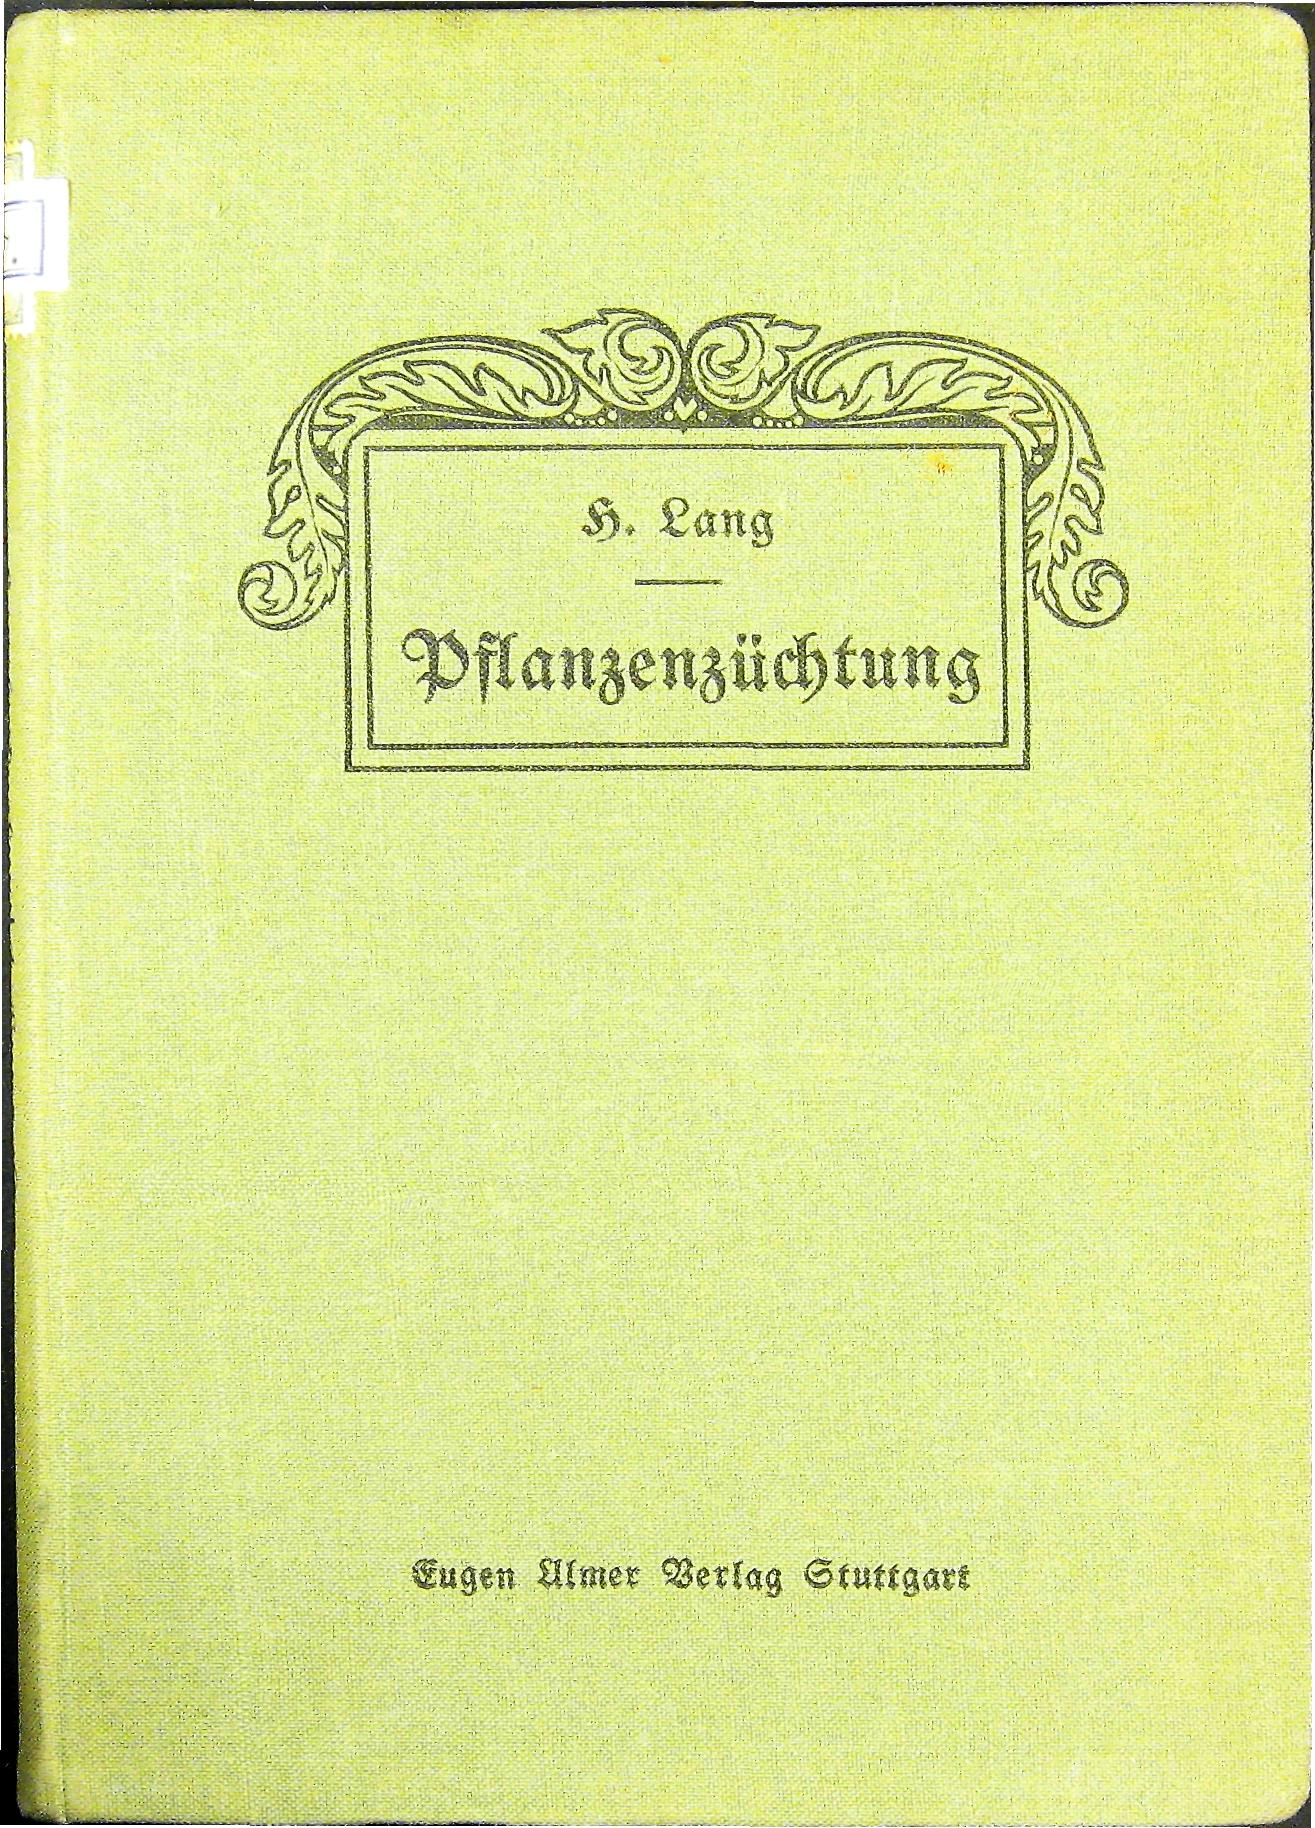 H. Lang
Pflanzenzüchtung
Eugen Ulmer Verlag Stuttgart